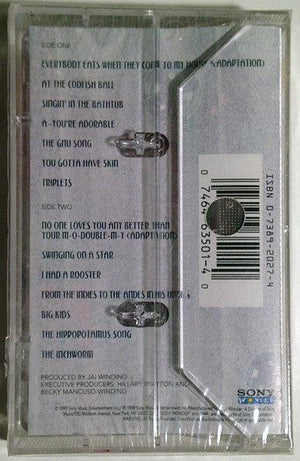 SIDE ONE
EVERYBODY EATS WHEN THEY COME TO MY HOUSE (ADAPTATION)
AT THE CODFISH BALL
SINGIN' IN THE BATHTUB
A - YOU'RE ADORABLE
THE GNU SONG
YOU GOTTA HAVE SKIN
TRIPLETS
SIDE TWO
NO ONE LOVES YOU ANY BETTER THAN
YOUR M-O-DOUBLE-M-Y (ADAPTATION)
SWINGING ON A STAR
I HAD A ROOSTER
FROM THE INDIES TO THE ANDES IN HIS
BIG KIDS
THE HIPPOPOTAMUS SONG
THE INCHWORM
PRODUCED BY JAI WINDING
EXECUTIVE PRODUCERS: HILLARY
BECKY MANCUSO-WINDING
SONY
WONDER
ISBN 0-7389-2027-4
0 7464 63501-4 0